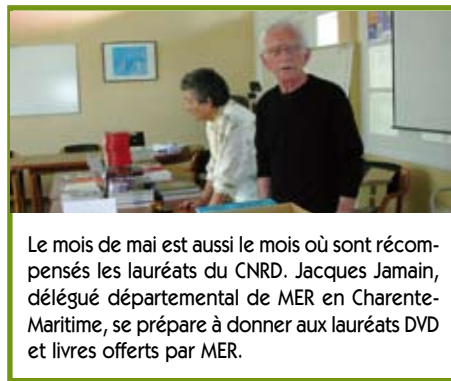 Le mois de mai est aussi le mois où sont récom-
pensés les lauréats du CNRD. Jacques Jamain,
délégué départemental de MER en Charente-
Maritime, se prépare à donner aux lauréats DVD
et livres offerts par MER.